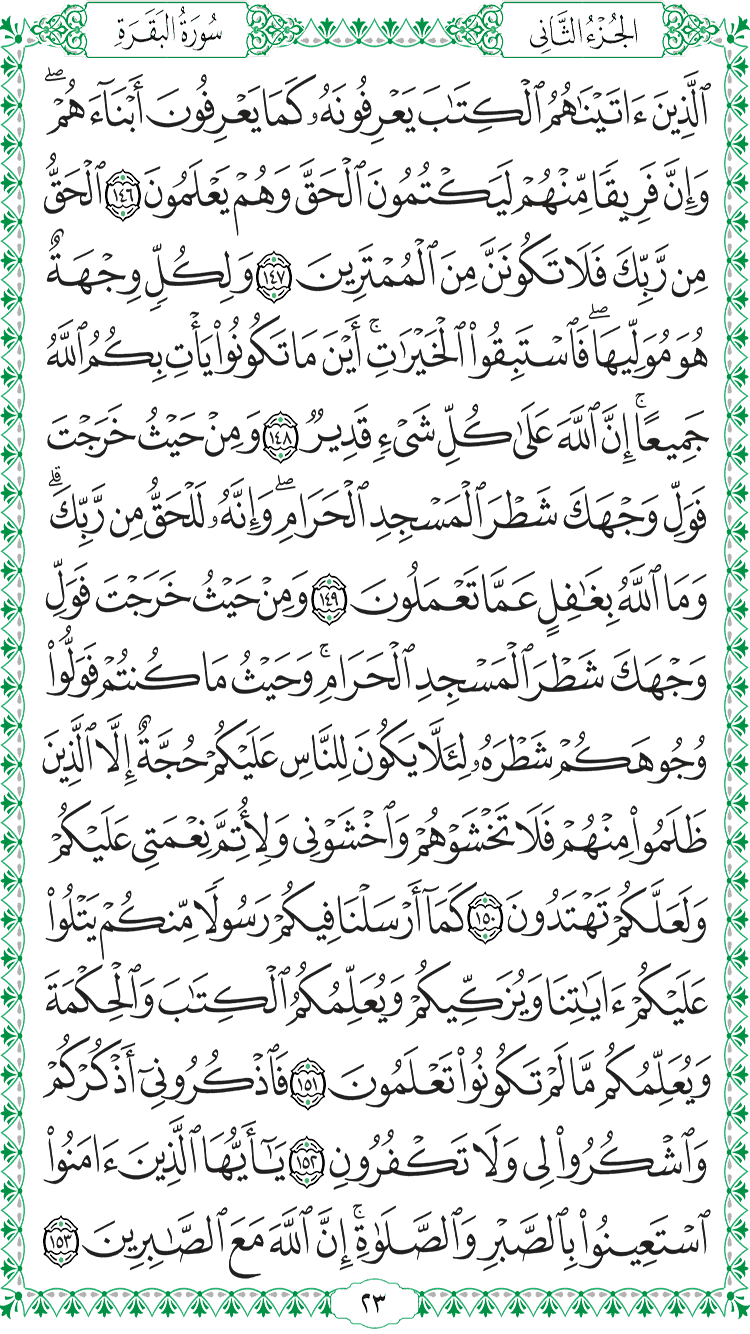 الجُزْءُ الثَّانِي
سُورَةُ البَقَرَةِ
ٱلَّذِينَ ءَاتَيْنَٰهُمُ ٱلْكِتَٰبَ يَعْرِفُونَهُۥ كَمَا يَعْرِفُونَ أَبْنَآءَهُمْۖ
وَإِنَّ فَرِيقًا مِّنْهُمْ لَيَكْتُمُونَ ٱلْحَقَّ وَهُمْ يَعْلَمُونَ ١٤٦ ٱلْحَقُّ
مِن رَّبِّكَ فَلَا تَكُونَنَّ مِنَ ٱلْمُمْتَرِينَ ١٤٧ وَلِكُلٍّ وِجْهَةٌ
هُوَ مُوَلِّيهَاۖ فَٱسْتَبِقُوا۟ ٱلْخَيْرَٰتِۚ أَيْنَ مَا تَكُونُوا۟ يَأْتِ بِكُمُ ٱللَّهُ
جَمِيعًاۚ إِنَّ ٱللَّهَ عَلَىٰ كُلِّ شَىْءٍ قَدِيرٌ ١٤٨ وَمِنْ حَيْثُ خَرَجْتَ
فَوَلِّ وَجْهَكَ شَطْرَ ٱلْمَسْجِدِ ٱلْحَرَامِۖ وَإِنَّهُۥ لَلْحَقُّ مِن رَّبِّكَۗ
وَمَا ٱللَّهُ بِغَٰفِلٍ عَمَّا تَعْمَلُونَ ١٤٩ وَمِنْ حَيْثُ خَرَجْتَ فَوَلِّ
وَجْهَكَ شَطْرَ ٱلْمَسْجِدِ ٱلْحَرَامِۚ وَحَيْثُ مَا كُنتُمْ فَوَلُّوا۟
وُجُوهَكُمْ شَطْرَهُۥ لِئَلَّا يَكُونَ لِلنَّاسِ عَلَيْكُمْ حُجَّةٌ إِلَّا ٱلَّذِينَ
ظَلَمُوا۟ مِنْهُمْ فَلَا تَخْشَوْهُمْ وَٱخْشَوْنِى وَلِأُتِمَّ نِعْمَتِى عَلَيْكُمْ
وَلَعَلَّكُمْ تَهْتَدُونَ ١٥٠ كَمَآ أَرْسَلْنَا فِيكُمْ رَسُولًا مِّنكُمْ يَتْلُوا۟
عَلَيْكُمْ ءَايَٰتِنَا وَيُزَكِّيكُمْ وَيُعَلِّمُكُمُ ٱلْكِتَٰبَ وَٱلْحِكْمَةَ
وَيُعَلِّمُكُم مَّا لَمْ تَكُونُوا۟ تَعْلَمُونَ ١٥١ فَٱذْكُرُونِىٓ أَذْكُرْكُمْ
وَٱشْكُرُوا۟ لِى وَلَا تَكْفُرُونِ ١٥٢ يَٰٓأَيُّهَا ٱلَّذِينَ ءَامَنُوا۟
ٱسْتَعِينُوا۟ بِٱلصَّبْرِ وَٱلصَّلَوٰةِۚ إِنَّ ٱللَّهَ مَعَ ٱلصَّٰبِرِينَ ١٥٣
٢٣